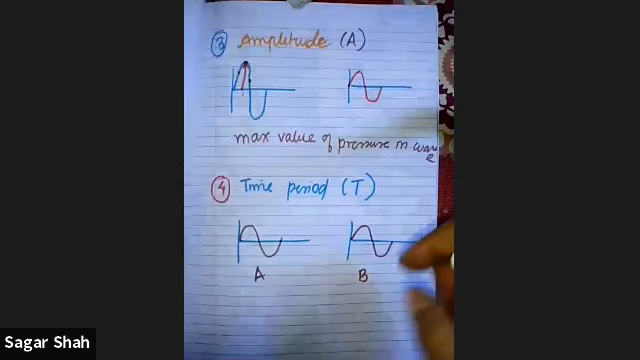 3 Amplitude (A)
max value of pressure in wave
4 Time period (T)
A B
Sagar Shah